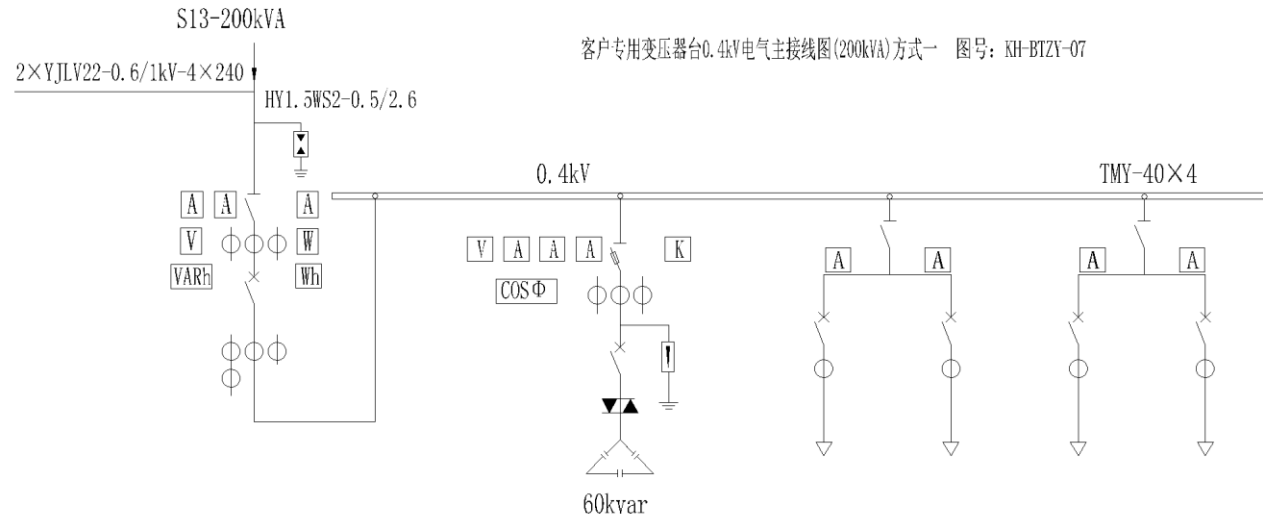 S13-200kVA
客户专用变压器台0.4kV电气主接线图(200kVA)方式一 图号: KH-BTZY-07
2×YJLV22-0.6/1kV-4×240
HY1.5WS2-0.5/2.6
0.4kV
TMY-40×4
A A A
V W
VARh Wh
V A A A K
COSΦ
A A A A
60kvar